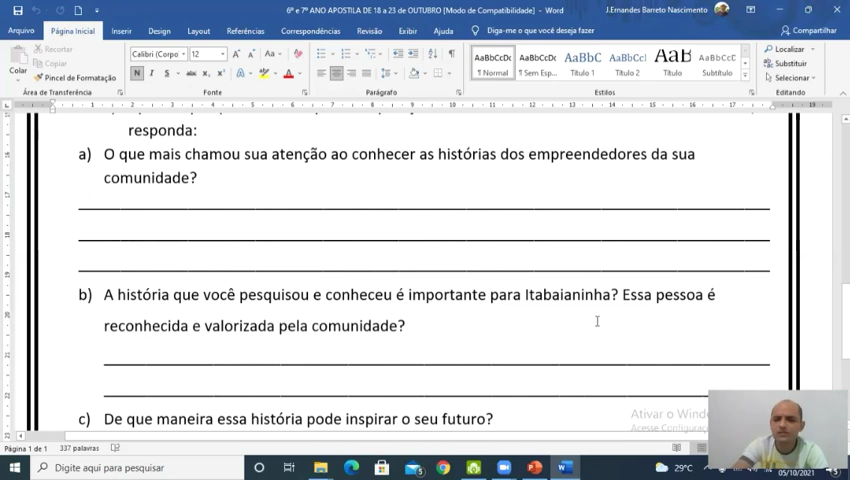 6º e 7º ANO APOSTILA DE 18 a 23 de OUTUBRO [Modo de Compatibilidade] - Word
J.Ernandes Barreto Nascimento
Arquivo Página Inicial Inserir Design Layout Referências Correspondências Revisão Exibir Ajuda Diga-me o que você deseja fazer Compartilhar
Recortar
Copiar
Pincel de Formatação
Colar
Calibri (Corpo 12
N I S abc x₂ x²
AaBbCcDc AaBbCcDc AaBbC AaBbCcI AaB AaBbCcD
¶ Normal ¶ Sem Esp... Título 1 Título 2 Título Subtítulo
Localizar
Substituir
Selecionar
Área de Transferência Fonte Parágrafo Estilos Editando
responda:
a) O que mais chamou sua atenção ao conhecer as histórias dos empreendedores da sua
comunidade?
b) A história que você pesquisou e conheceu é importante para Itabaianinha? Essa pessoa é
reconhecida e valorizada pela comunidade?
c) De que maneira essa história pode inspirar o seu futuro?
Ativar o Windo
Página 1 de 1 337 palavras
Digite aqui para pesquisar
29°C
05/10/2021